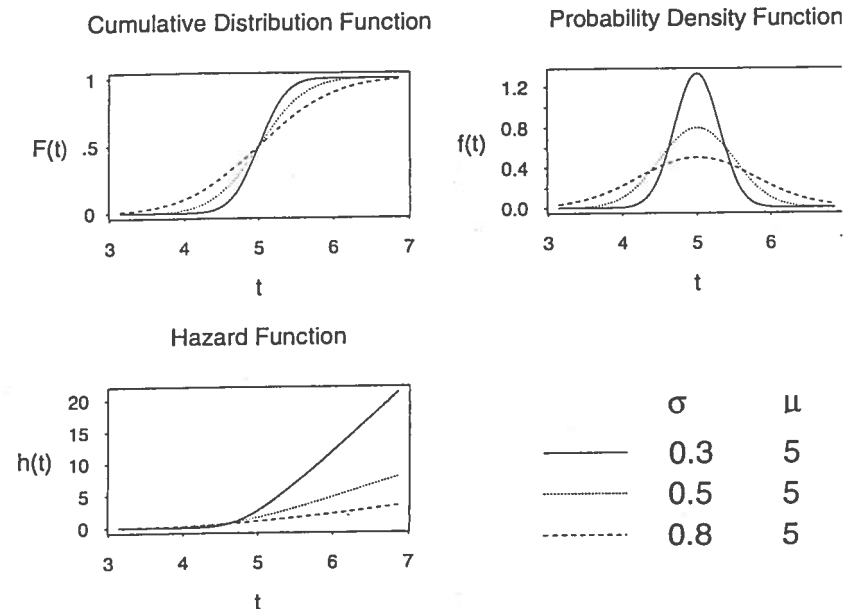 Cumulative Distribution Function
F(t)
1
.5
0
3 4 5 6 7
t
Probability Density Function
f(t)
1.2
0.8
0.4
0.0
3 4 5 6
t
Hazard Function
h(t)
20
15
10
5
0
3 4 5 6 7
t
σ μ
0.3 5
0.5 5
0.8 5